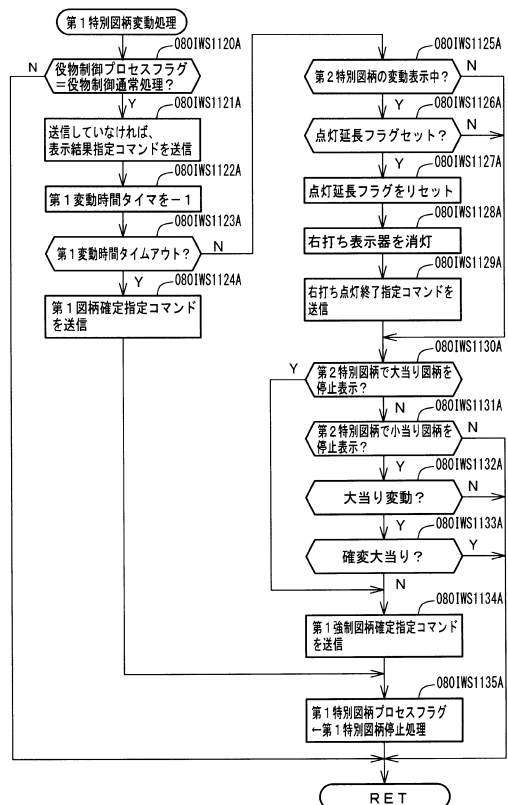 第１特別図柄変動処理
080IWS1120A
N
役物制御プロセスフラグ
＝役物制御通常処理？
Y
080IWS1121A
送信していなければ、
表示結果指定コマンドを送信
080IWS1122A
第１変動時間タイマを－１
080IWS1123A
第１変動時間タイムアウト？
N
Y
080IWS1124A
第１図柄確定指定コマンド
を送信
080IWS1125A
第２特別図柄の変動表示中？
N
Y
080IWS1126A
点灯延長フラグセット？
N
Y
080IWS1127A
点灯延長フラグをリセット
080IWS1128A
右打ち表示器を消灯
080IWS1129A
右打ち点灯終了指定コマンドを
送信
080IWS1130A
Y
第２特別図柄で大当り図柄を
停止表示？
N
080IWS1131A
第２特別図柄で小当り図柄を
停止表示？
N
Y
080IWS1132A
大当り変動？
N
Y
080IWS1133A
確変大当り？
Y
N
080IWS1134A
第１強制図柄確定指定コマンド
を送信
080IWS1135A
第１特別図柄プロセスフラグ
←第１特別図柄停止処理
RET